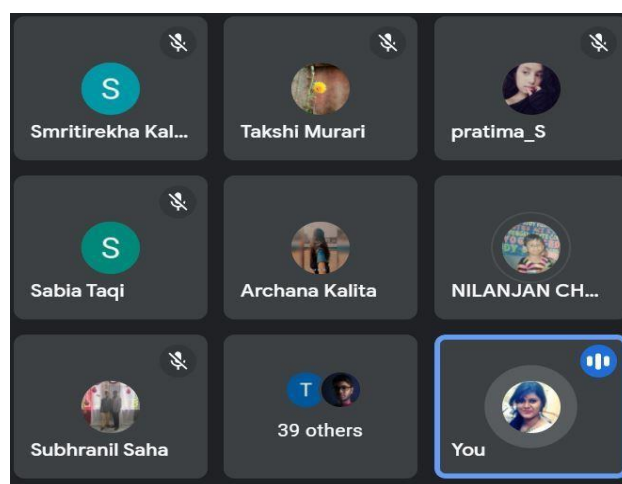 S
Smritirekha Kal...
Takshi Murari
pratima_S
S
Sabia Taqi
Archana Kalita
NILANJAN CH...
Subhranil Saha
T
39 others
You